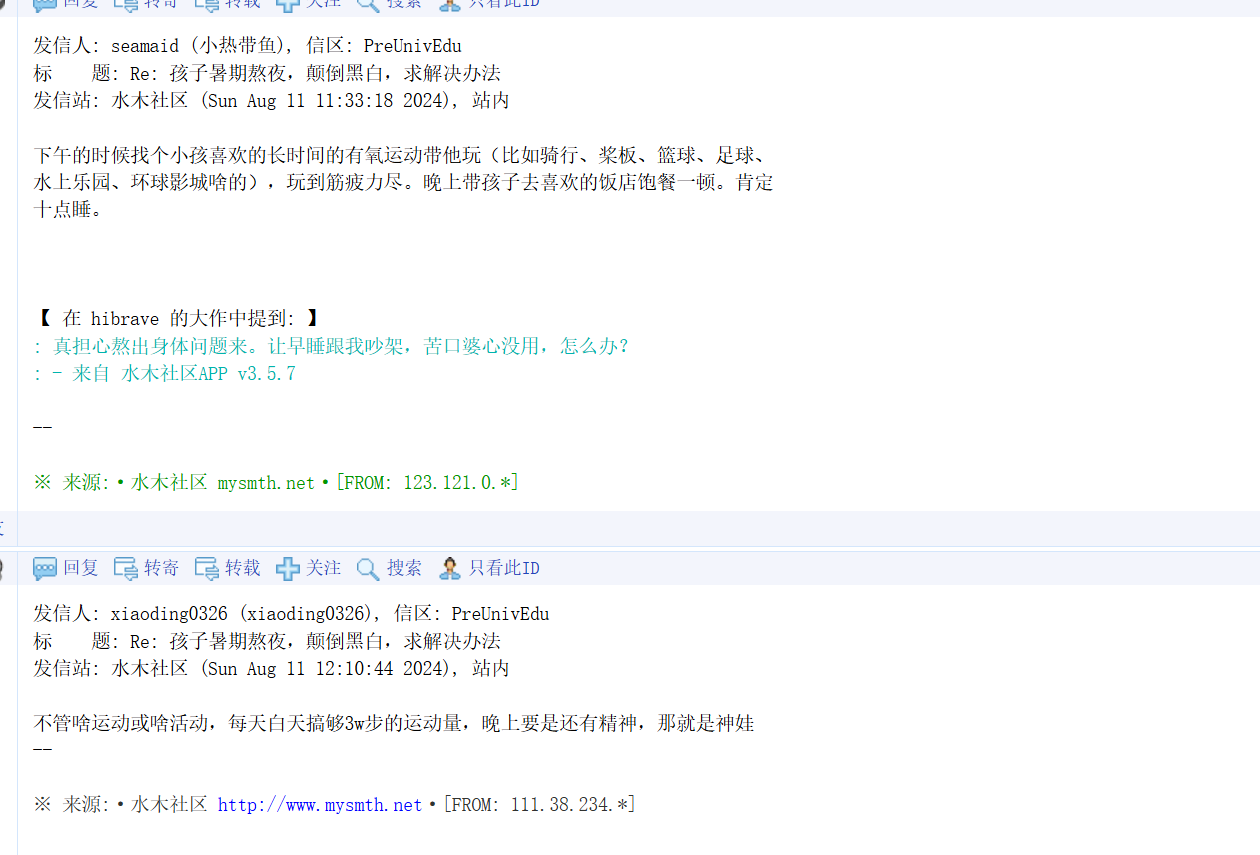 回复 转寄 转载 关注 搜索 只看此ID
发信人: seamaid (小热带鱼), 信区: PreUnivEdu
标　　题: Re: 孩子暑期熬夜，颠倒黑白，求解决办法
发信站: 水木社区 (Sun Aug 11 11:33:18 2024), 站内
下午的时候找个小孩喜欢的长时间的有氧运动带他玩（比如骑行、桨板、篮球、足球、
水上乐园、环球影城啥的），玩到筋疲力尽。晚上带孩子去喜欢的饭店饱餐一顿。肯定
十点睡。
【 在 hibrave 的大作中提到: 】
: 真担心熬出身体问题来。让早睡跟我吵架，苦口婆心没用，怎么办？
: - 来自 水木社区APP v3.5.7
--
※ 来源:·水木社区 mysmth.net·[FROM: 123.121.0.*]
回复 转寄 转载 关注 搜索 只看此ID
发信人: xiaoding0326 (xiaoding0326), 信区: PreUnivEdu
标　　题: Re: 孩子暑期熬夜，颠倒黑白，求解决办法
发信站: 水木社区 (Sun Aug 11 12:10:44 2024), 站内
不管啥运动或啥活动，每天白天搞够3w步的运动量，晚上要是还有精神，那就是神娃
--
※ 来源:·水木社区 http://www.mysmth.net·[FROM: 111.38.234.*]